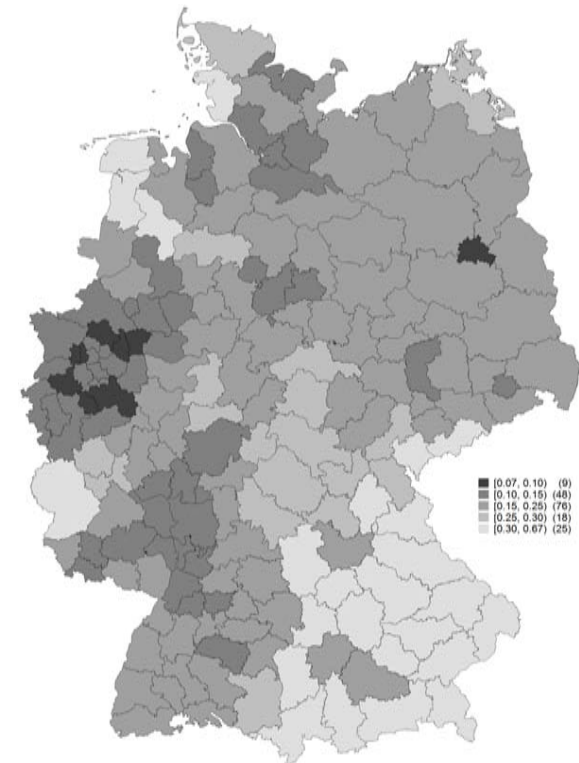 [0.07, 0.10) (9)
[0.10, 0.15) (48)
[0.15, 0.25) (76)
[0.25, 0.30) (18)
[0.30, 0.67) (25)